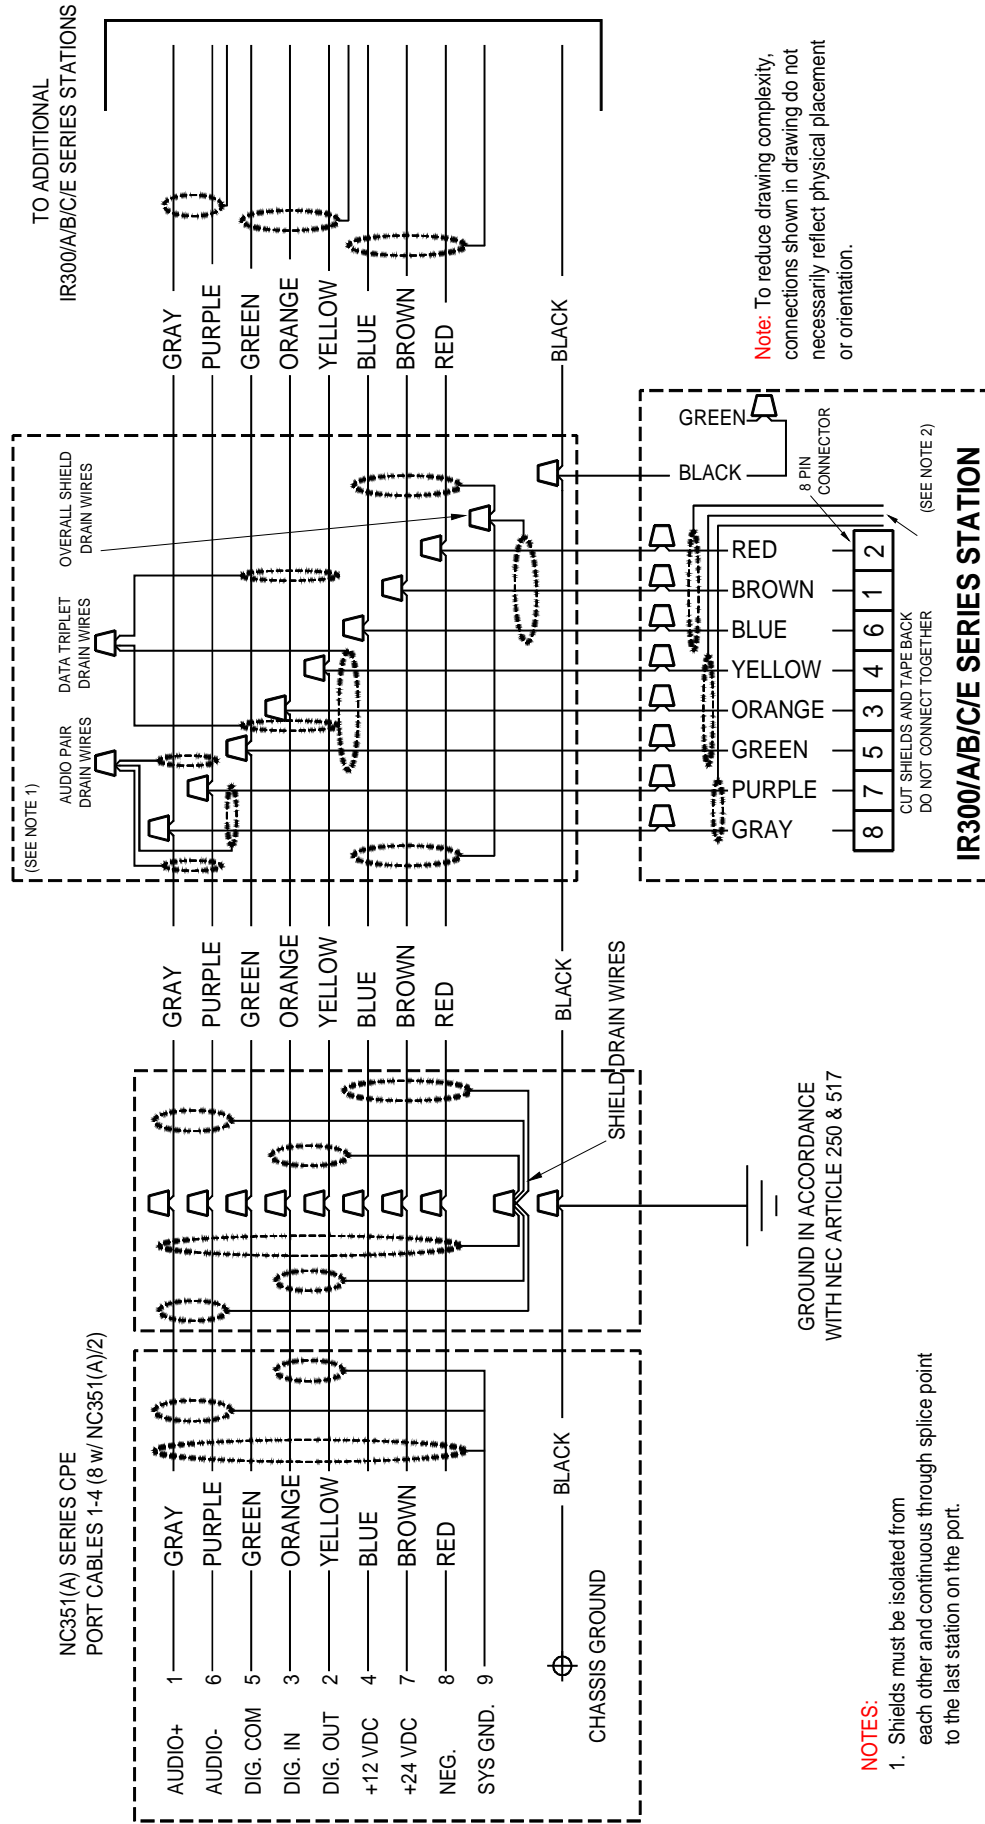 TO ADDITIONAL
IR300/A/B/C/E SERIES STATIONS
GRAY
PURPLE
GREEN
ORANGE
YELLOW
BLUE
BROWN
RED
BLACK
Note: To reduce drawing complexity,
connections shown in drawing do not
necessarily reflect physical placement
or orientation.
(SEE NOTE 1)
AUDIO PAIR
DRAIN WIRES
DATA TRIPLET
DRAIN WIRES
OVERALL SHIELD
DRAIN WIRES
GREEN
BLACK
8 PIN
CONNECTOR
(SEE NOTE 2)
RED 2
BROWN 1
BLUE 6
YELLOW 4
ORANGE 3
GREEN 5
PURPLE 7
GRAY 8
CUT SHIELDS AND TAPE BACK
DO NOT CONNECT TOGETHER
IR300/A/B/C/E SERIES STATION
GRAY
PURPLE
GREEN
ORANGE
YELLOW
BLUE
BROWN
RED
BLACK
SHIELD DRAIN WIRES
GROUND IN ACCORDANCE
WITH NEC ARTICLE 250 & 517
NC351(A) SERIES CPE
PORT CABLES 1-4 (8 w/ NC351(A)/2)
AUDIO+ 1 GRAY
AUDIO- 6 PURPLE
DIG. COM 5 GREEN
DIG. IN 3 ORANGE
DIG. OUT 2 YELLOW
+12 VDC 4 BLUE
+24 VDC 7 BROWN
NEG. 8 RED
SYS GND. 9
BLACK
CHASSIS GROUND
NOTES:
1. Shields must be isolated from
each other and continuous through splice point
to the last station on the port.